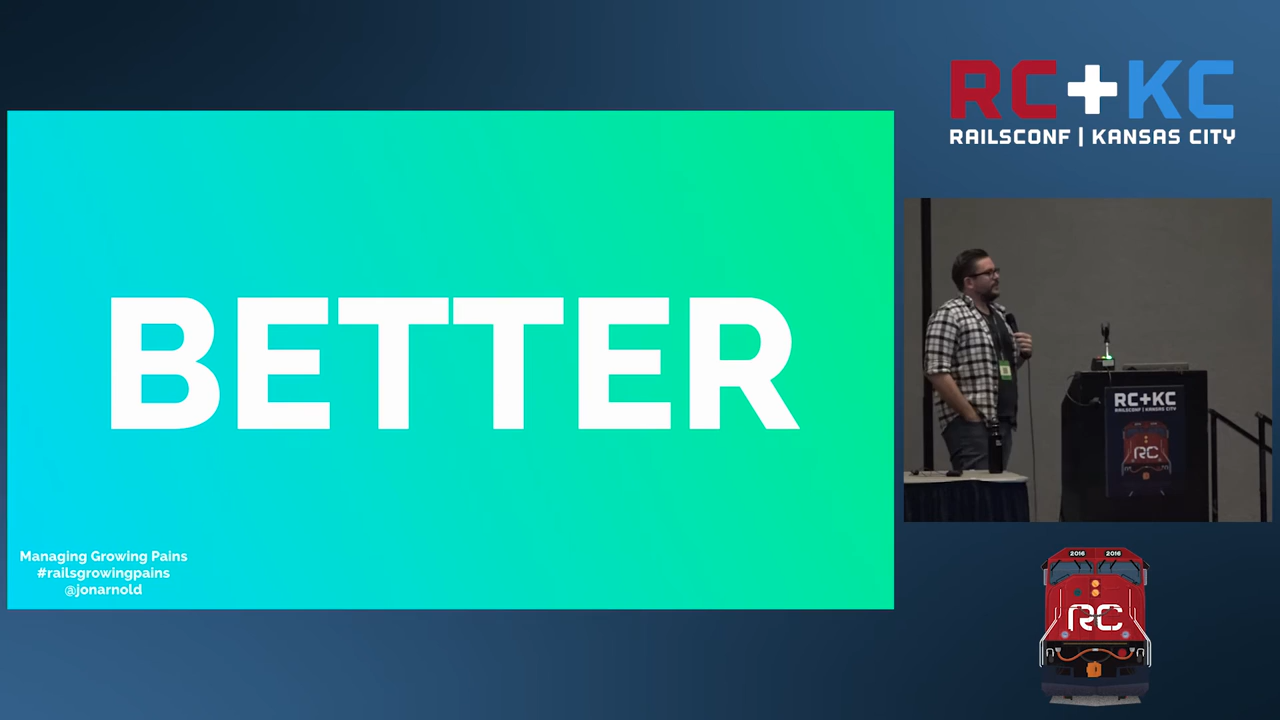 BETTER
Managing Growing Pains
#railsgrowingpains
@jonarnold
RC+KC
RAILSCONF | KANSAS CITY
RC+KC
RAILSCONF | KANSAS CITY
RC
2016 2016
RC